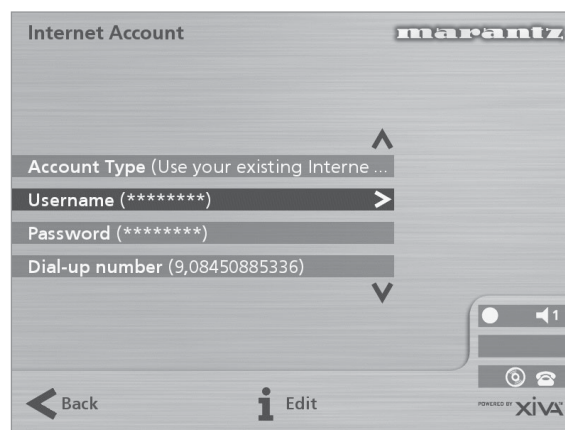 Internet Account
marantz
Account Type (Use your existing Interne ...
Username (********)
Password (********)
Dial-up number (9,08450885336)
1
Back
i Edit
POWERED BY XiVA™